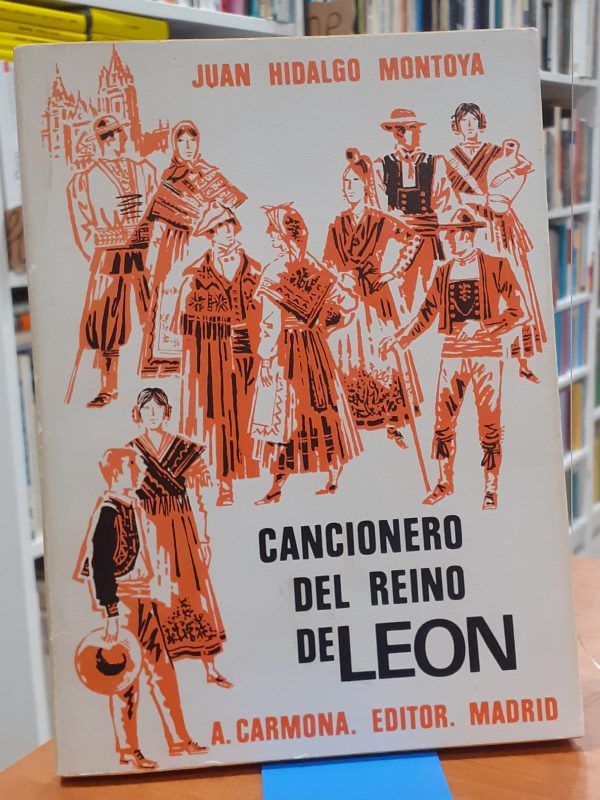 JUAN HIDALGO MONTOYA
CANCIONERO
DEL REINO
DE LEON
A. CARMONA. EDITOR. MADRID